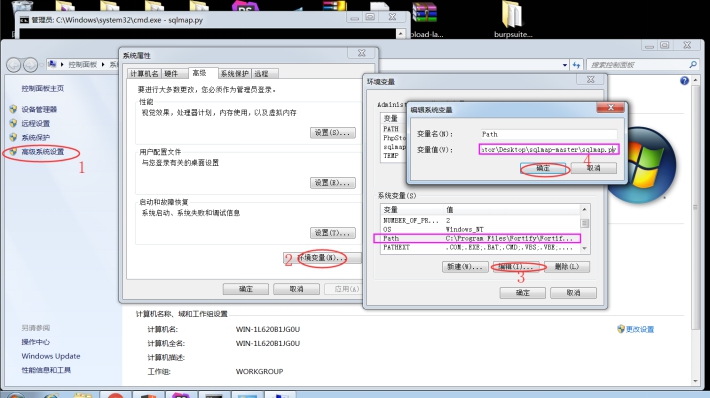 管理员: C:\Windows\system32\cmd.exe - sqlmap.py
pload-la...
burpsuite...
控制面板
搜索控制面板
控制面板主页
设备管理器
远程设置
系统保护
高级系统设置
1
另请参阅
操作中心
Windows Update
性能信息和工具
系统属性
计算机名 硬件 高级 系统保护 远程
要进行大多数更改，您必须作为管理员登录。
性能
视觉效果，处理器计划，内存使用，以及虚拟内存
设置(S)...
用户配置文件
与您登录有关的桌面设置
设置(E)...
启动和故障恢复
系统启动、系统失败和调试信息
设置(T)...
2
环境变量(N)...
确定 取消 应用(A)
环境变量
变量
PATH
PhpSto
sqlmap
TEMP
编辑系统变量
变量名(N): Path
变量值(V): stor\Desktop\sqlmap-master\sqlmap.py
4
确定 取消
系统变量(S)
变量 值
NUMBER_OF_PR... 2
OS Windows_NT
Path C:\Program Files\Fortify\Fortif...
PATHEXT .COM;.EXE;.BAT;.CMD;.VBS;.VBE;....
新建(W)... 编辑(I)... 删除(L)
3
确定 取消
计算机名称、域和工作组设置
计算机名: WIN-1L620B1JG0U
更改设置
计算机全名: WIN-1L620B1JG0U
计算机描述:
工作组: WORKGROUP